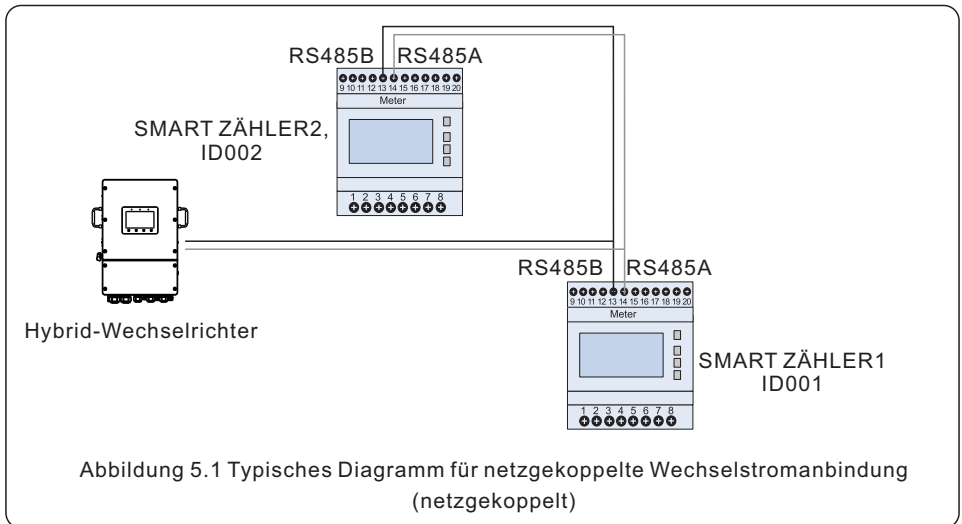 RS485B RS485A
9 10 11 12 13 14 15 16 17 18 19 20
Meter
SMART ZÄHLER2,
ID002
1 2 3 4 5 6 7 8
RS485B RS485A
9 10 11 12 13 14 15 16 17 18 19 20
Meter
Hybrid-Wechselrichter
SMART ZÄHLER1
ID001
1 2 3 4 5 6 7 8
Abbildung 5.1 Typisches Diagramm für netzgekoppelte Wechselstromanbindung
(netzgekoppelt)